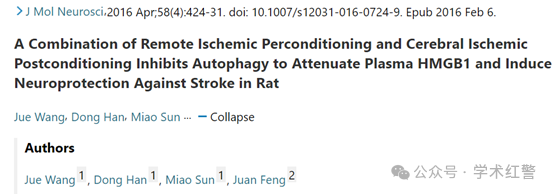 J Mol Neurosci,2016 Apr;58(4):424-31. doi: 10.1007/s12031-016-0724-9. Epub 2016 Feb 6.
A Combination of Remote Ischemic Perconditioning and Cerebral Ischemic
Postconditioning Inhibits Autophagy to Attenuate Plasma HMGB1 and Induce
Neuroprotection Against Stroke in Rat
Jue Wang, Dong Han, Miao Sun ··· — Collapse
Authors
Jue Wang 1, Dong Han 1, Miao Sun 1, Juan Feng 2
公众号 · 学术红警